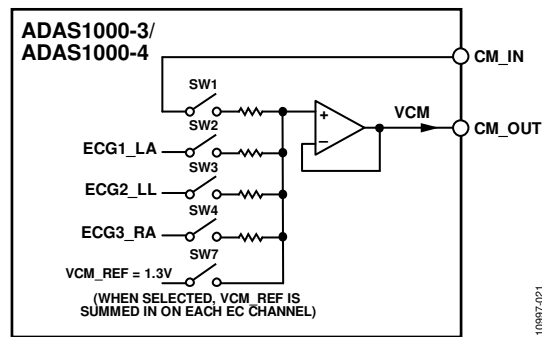 ADAS1000-3/
ADAS1000-4
CM_IN
SW1
SW2
ECG1_LA
SW3
ECG2_LL
SW4
ECG3_RA
SW7
VCM_REF = 1.3V
(WHEN SELECTED, VCM_REF IS
SUMMED IN ON EACH EC CHANNEL)
+
–
VCM
CM_OUT
10997-021